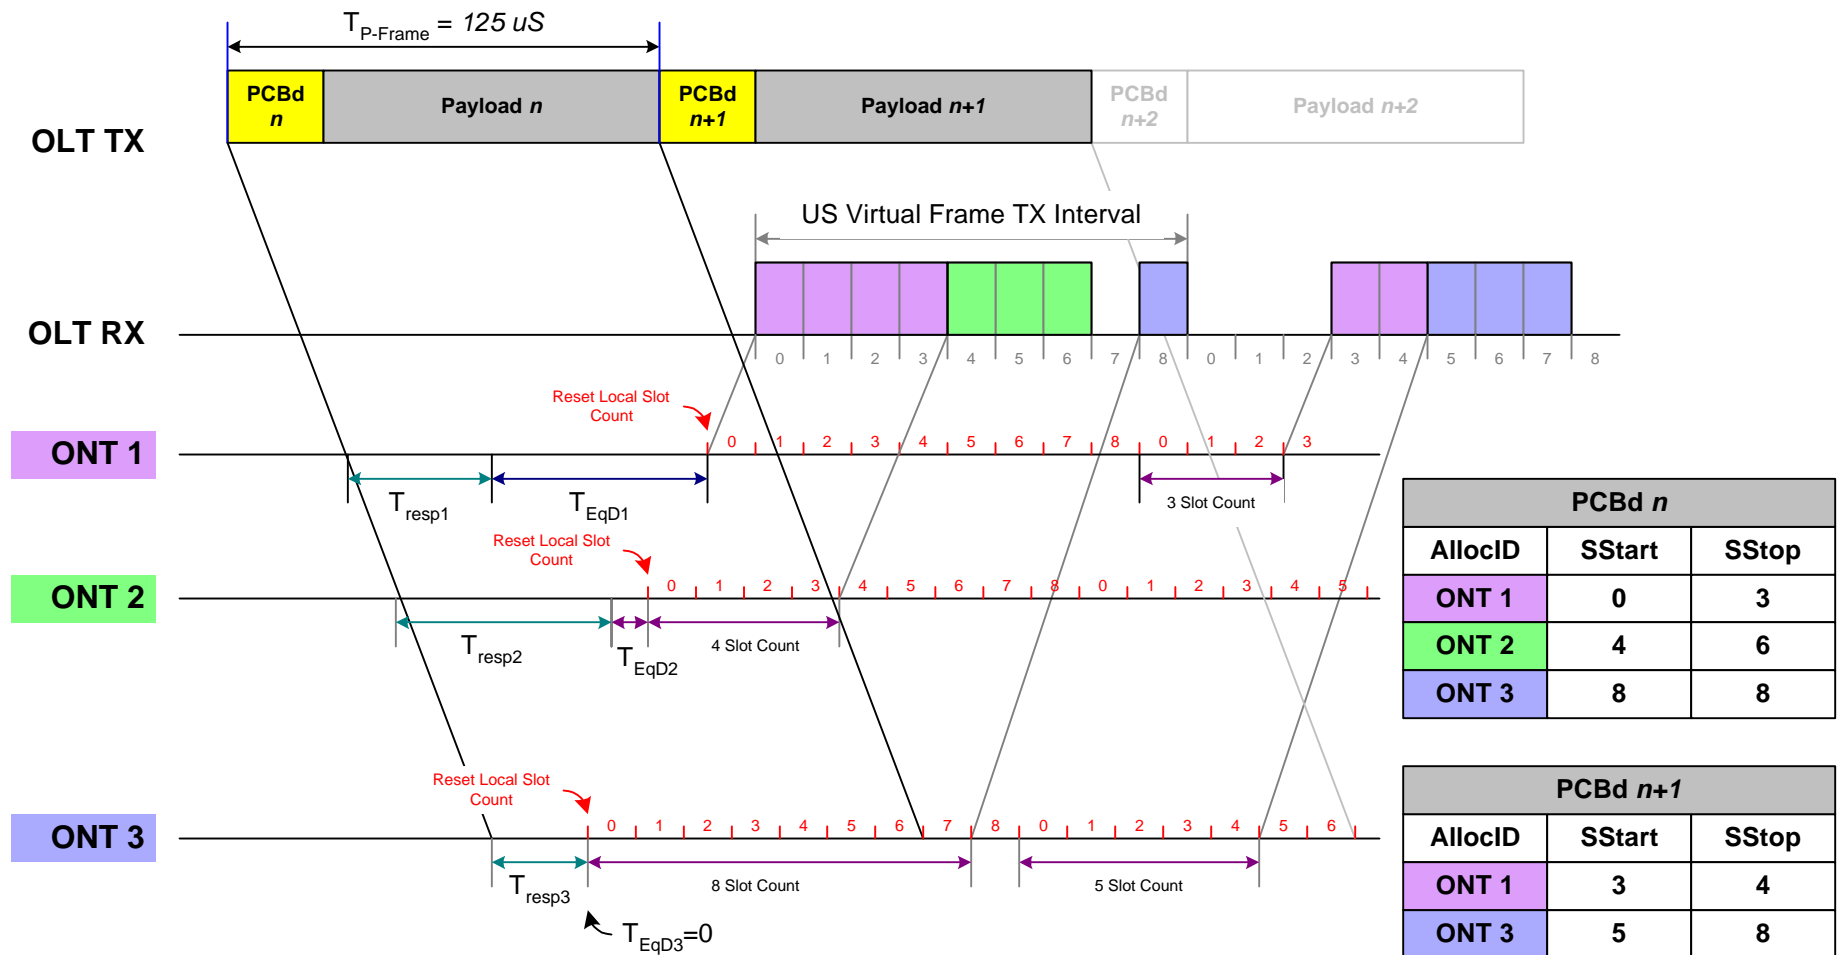 T P-Frame = 125 uS
PCBd n
Payload n
PCBd n+1
Payload n+1
PCBd n+2
Payload n+2
OLT TX
US Virtual Frame TX Interval
OLT RX
0 1 2 3 4 5 6 7 8 0 1 2 3 4 5 6 7 8
Reset Local Slot
Count
ONT 1
0 1 2 3 4 5 6 7 8 0 1 2 3
Tresp1
TEqD1
3 Slot Count
Reset Local Slot
Count
ONT 2
0 1 2 3 4 5 6 7 8 0 1 2 3 4 5
Tresp2
TEqD2
4 Slot Count
Reset Local Slot
Count
ONT 3
0 1 2 3 4 5 6 7 8 0 1 2 3 4 5 6
Tresp3
8 Slot Count
5 Slot Count
TEqD3=0
PCBd n
AllocID SStart SStop
ONT 1 0 3
ONT 2 4 6
ONT 3 8 8
PCBd n+1
AllocID SStart SStop
ONT 1 3 4
ONT 3 5 8